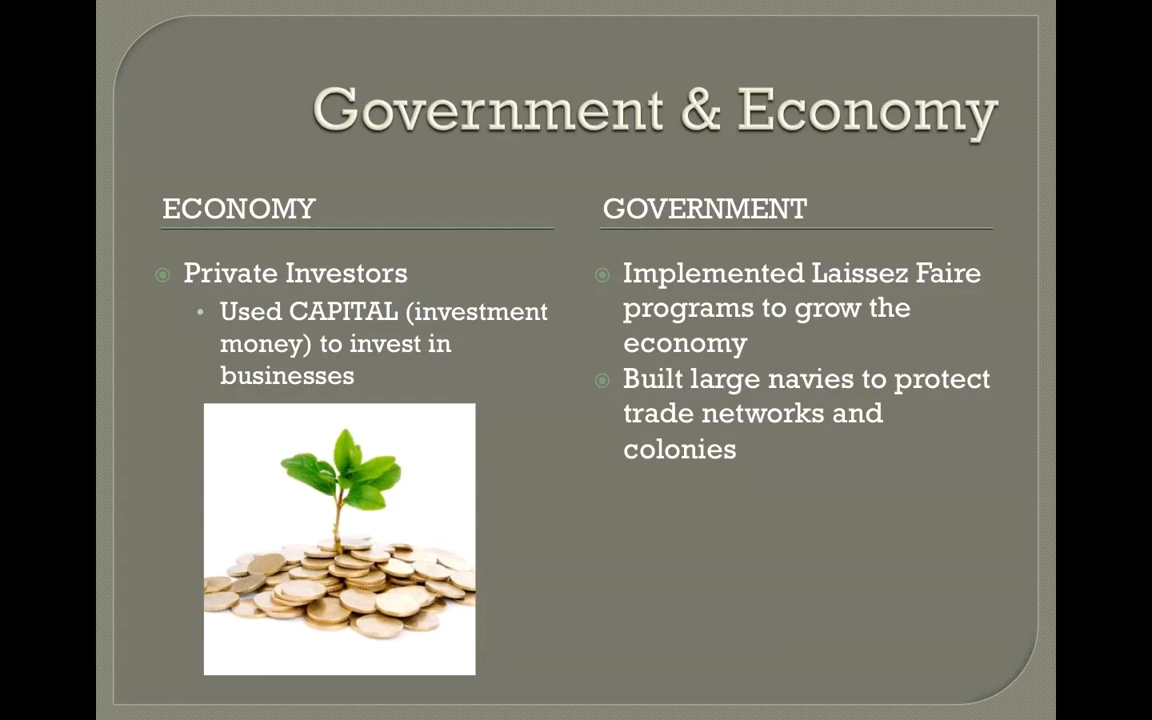 Government & Economy
ECONOMY
Private Investors
Used CAPITAL (investment
money) to invest in
businesses
GOVERNMENT
Implemented Laissez Faire
programs to grow the
economy
Built large navies to protect
trade networks and
colonies